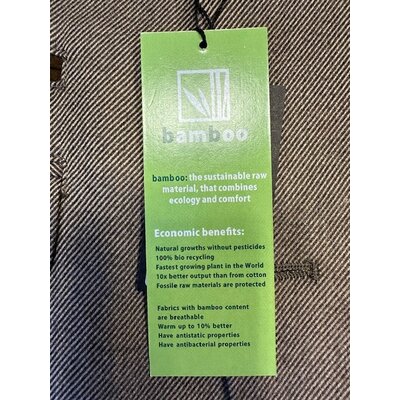 bamboo
bamboo: the sustainable raw
material, that combines
ecology and comfort
Economic benefits:
Natural growths without pesticides
100% bio recycling
Fastest growing plant in the World
10x better output than from cotton
Fossile raw materials are protected
Fabrics with bamboo content
are breathable
Warm up to 10% better
Have antistatic properties
Have antibacterial properties